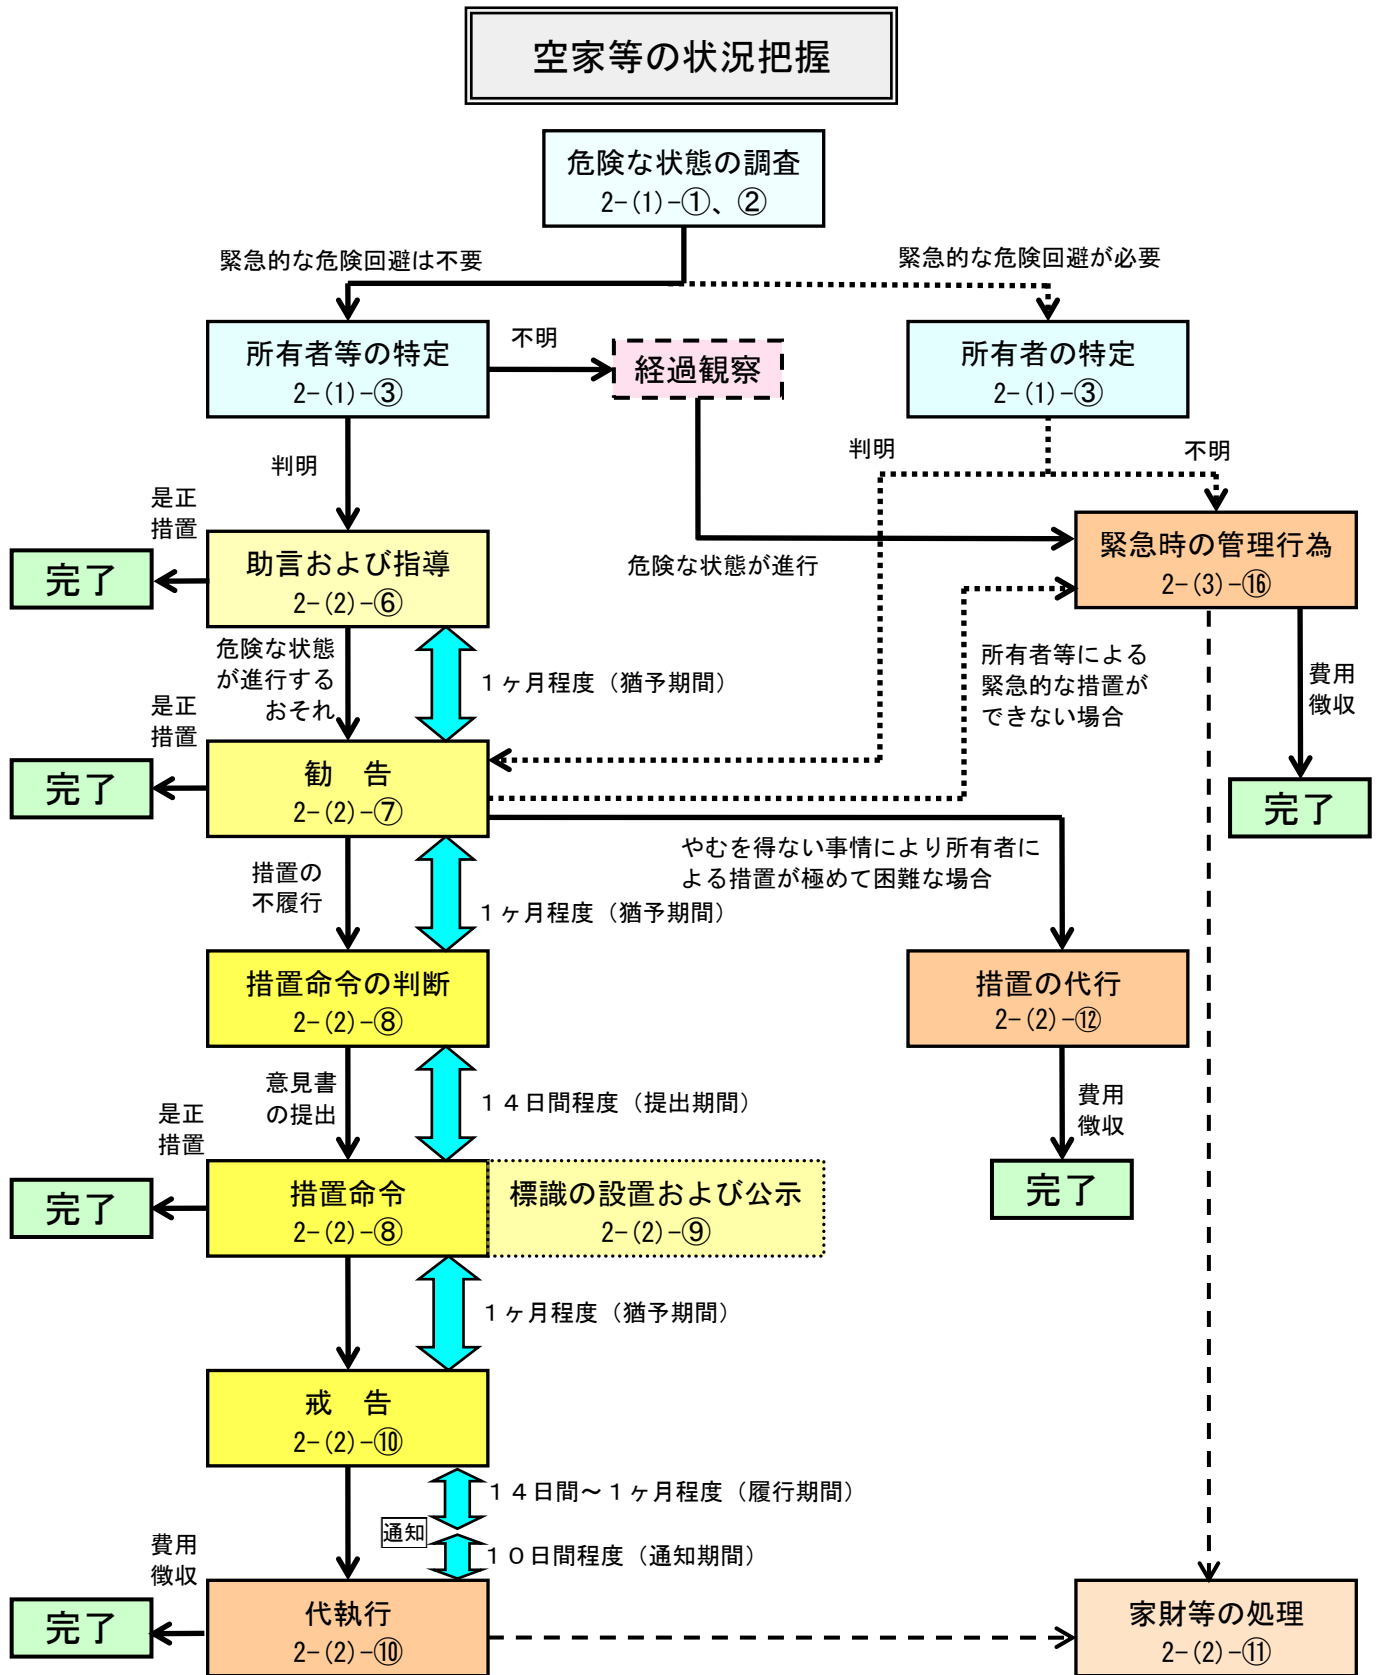 空家等の状況把握
危険な状態の調査
2-(1)-①、②
緊急的な危険回避は不要
緊急的な危険回避が必要
所有者等の特定
2-(1)-③
不明
経過観察
所有者の特定
2-(1)-③
判明
判明
不明
是正
措置
完了
助言および指導
2-(2)-⑥
危険な状態が進行
緊急時の管理行為
2-(3)-⑯
危険な状態
が進行する
おそれ
1ヶ月程度(猶予期間)
所有者等による
緊急的な措置が
できない場合
費用
徴収
是正
措置
完了
勧 告
2-(2)-⑦
完了
措置の
不履行
やむを得ない事情により所有者に
よる措置が極めて困難な場合
1ヶ月程度(猶予期間)
措置命令の判断
2-(2)-⑧
措置の代行
2-(2)-⑫
意見書
の提出
14日間程度(提出期間)
費用
徴収
是正
措置
完了
措置命令
2-(2)-⑧
標識の設置および公示
2-(2)-⑨
完了
1ヶ月程度(猶予期間)
戒 告
2-(2)-⑩
14日間~1ヶ月程度(履行期間)
通知
10日間程度(通知期間)
費用
徴収
完了
代執行
2-(2)-⑩
家財等の処理
2-(2)-⑪